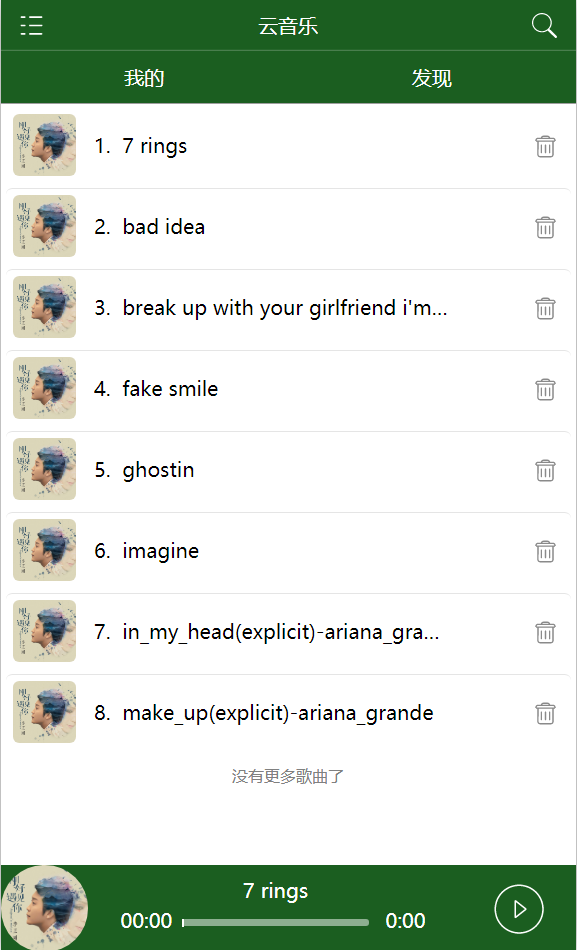 云音乐
我的
发现
1. 7 rings
2. bad idea
3. break up with your girlfriend i'm...
4. fake smile
5. ghostin
6. imagine
7. in_my_head(explicit)-ariana_gra...
8. make_up(explicit)-ariana_grande
没有更多歌曲了
7 rings
00:00
0:00